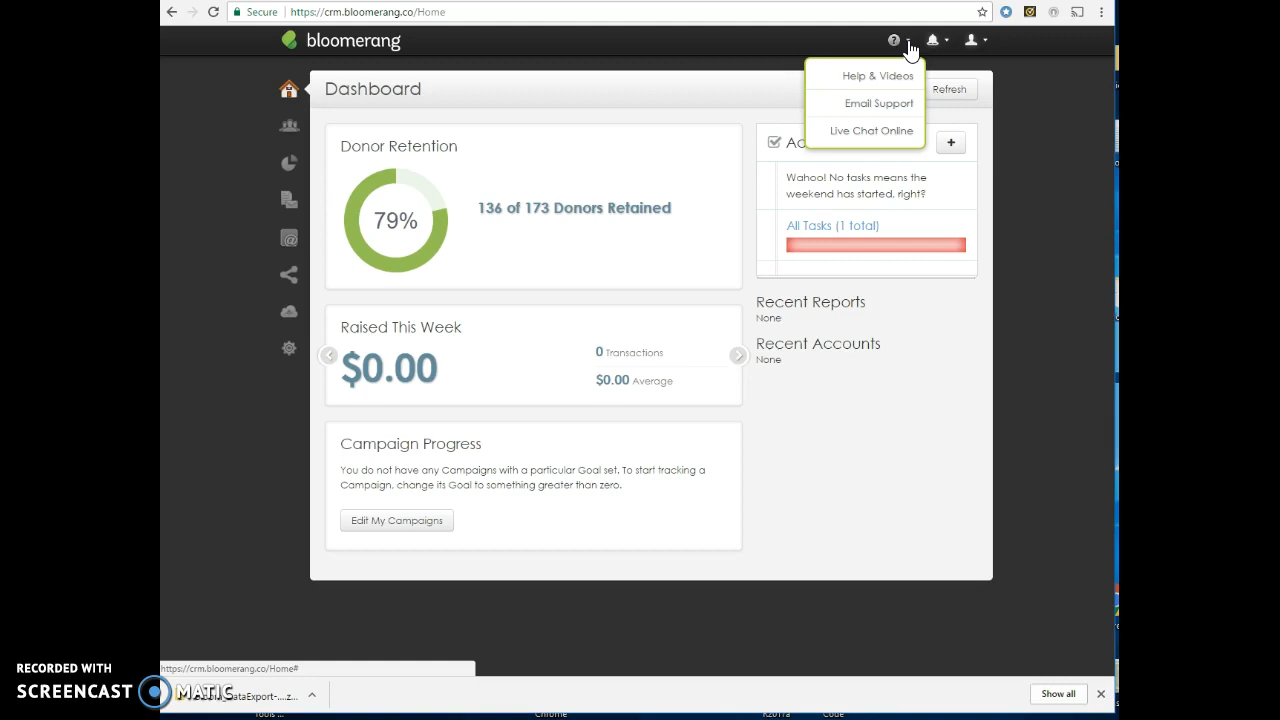 Secure https://crm.bloomerang.co/Home
bloomerang
Help & Videos
Email Support
Live Chat Online
Dashboard
Refresh
Donor Retention
79%
136 of 173 Donors Retained
Wahoo! No tasks means the
weekend has started, right?
All Tasks (1 total)
Raised This Week
$0.00
0 Transactions
$0.00 Average
Recent Reports
None
Recent Accounts
None
Campaign Progress
You do not have any Campaigns with a particular Goal set. To start tracking a
Campaign, change its Goal to something greater than zero.
Edit My Campaigns
https://crm.bloomerang.co/Home#
RECORDED WITH
SCREENCAST MATIC
Show all
Tools ...
Chrome
Code